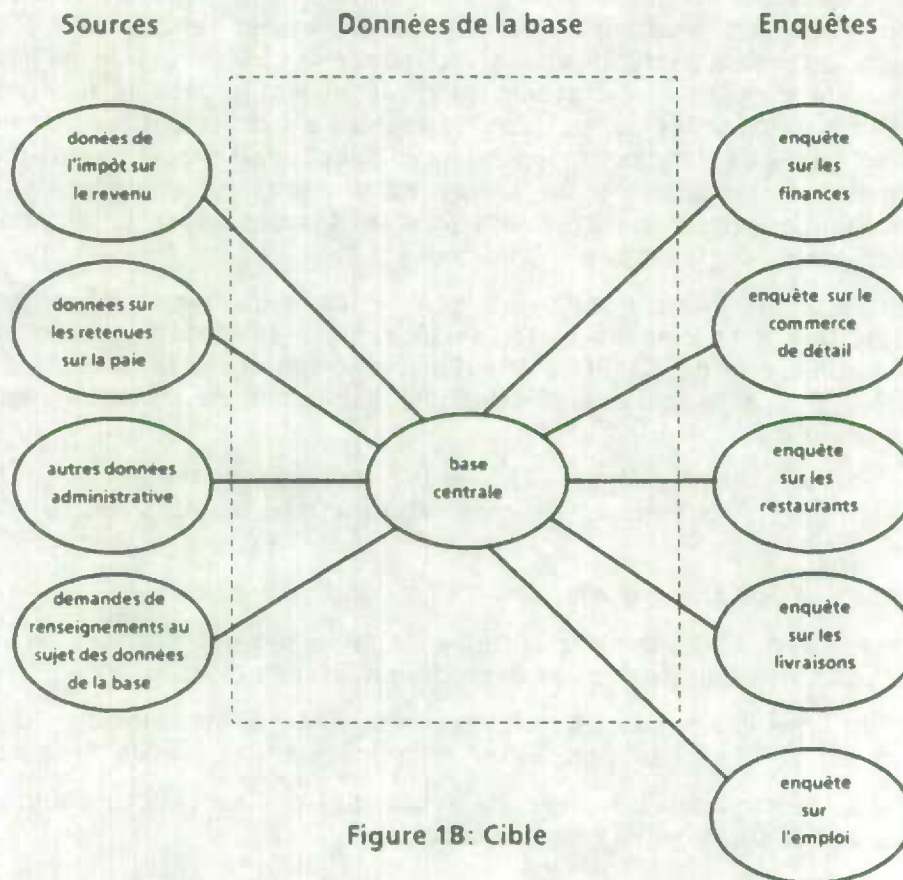 Sources
Données de la base
Enquêtes
donées de
l'impôt sur
le revenu
données sur
les retenues
sur la paie
autres données
administrative
demandes de
renseignements au
sujet des données
de la base
base
centrale
enquête
sur les
finances
enquête sur le
commerce
de détail
enquête
sur les
restaurants
enquête
sur les
livraisons
enquête
sur
l'emploi
Figure 1B: Cible